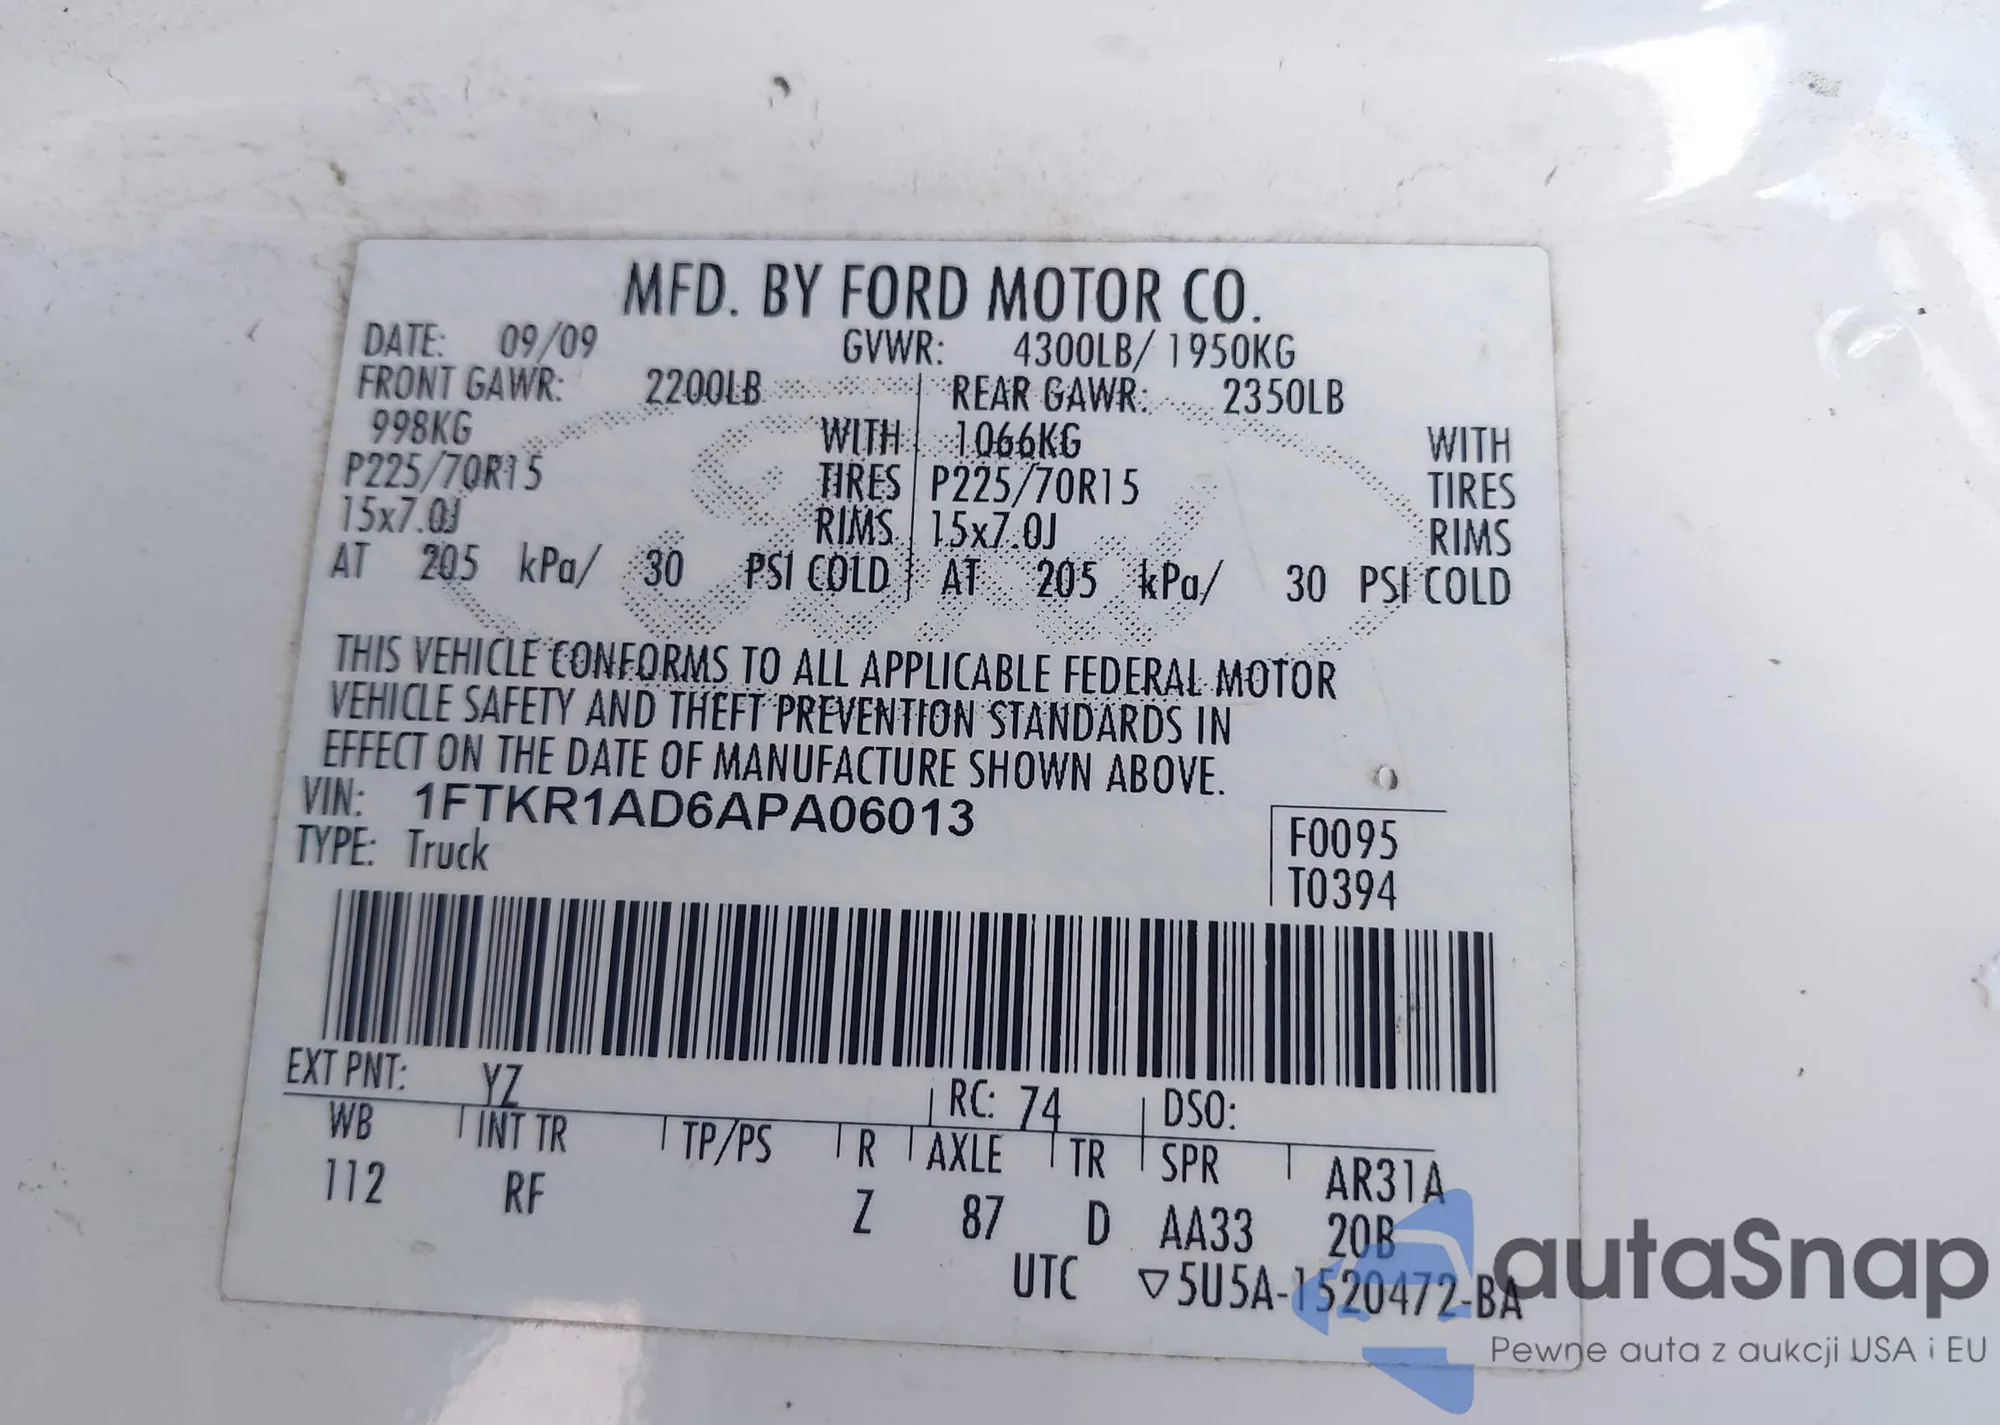 MFD. BY FORD MOTOR CO.
DATE: 09/09 GVWR: 4300LB/ 1950KG
FRONT GAWR: 2200LB REAR GAWR: 2350LB
998KG WITH 1066KG WITH
P225/70R15 TIRES P225/70R15 TIRES
15x7.0J RIMS 15x7.0J RIMS
AT 205 kPa/ 30 PSI COLD AT 205 kPa/ 30 PSI COLD
THIS VEHICLE CONFORMS TO ALL APPLICABLE FEDERAL MOTOR
VEHICLE SAFETY AND THEFT PREVENTION STANDARDS IN
EFFECT ON THE DATE OF MANUFACTURE SHOWN ABOVE.
VIN: 1FTKR1AD6APA06013
TYPE: Truck
F0095
T0394
EXT PNT: YZ RC: 74 DSO:
WB INT TR TP/PS R AXLE TR SPR AR31A
112 RF Z 87 D AA33 20B
UTC ▽5U5A-1520472-BA
autaSnap
Pewne auta z aukcji USA i EU